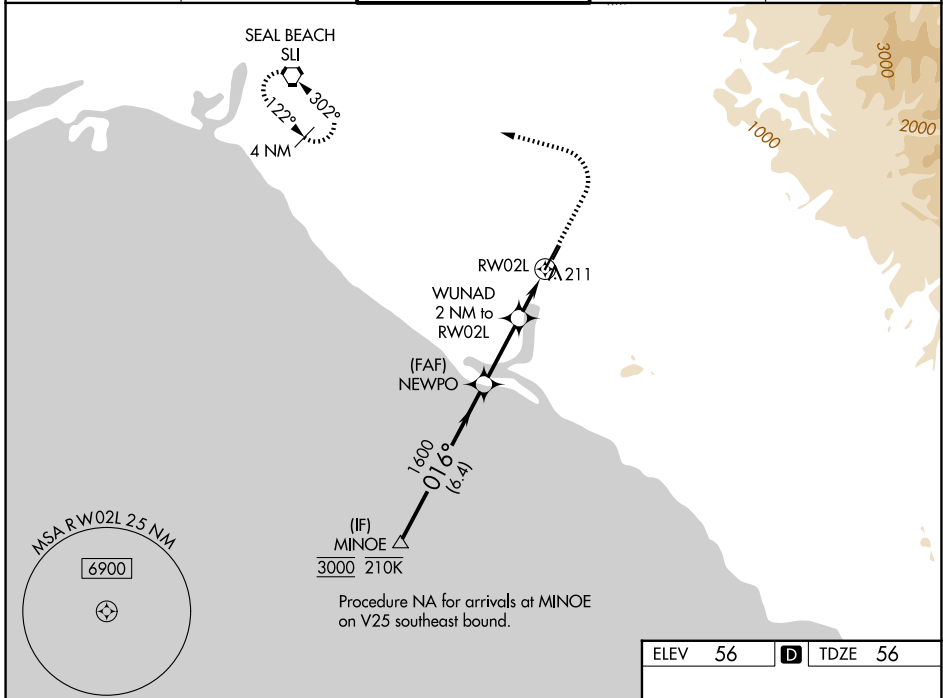 SEAL BEACH
SLI
302°
122°
4 NM
3000
2000
1000
RW02L
211
WUNAD
2 NM to
RW02L
(FAF)
NEWPO
1600
016°
(6.4)
(IF)
MINOE
3000 210K
MSA RW02L 25 NM
6900
Procedure NA for arrivals at MINOE
on V25 southeast bound.
ELEV 56 D TDZE 56